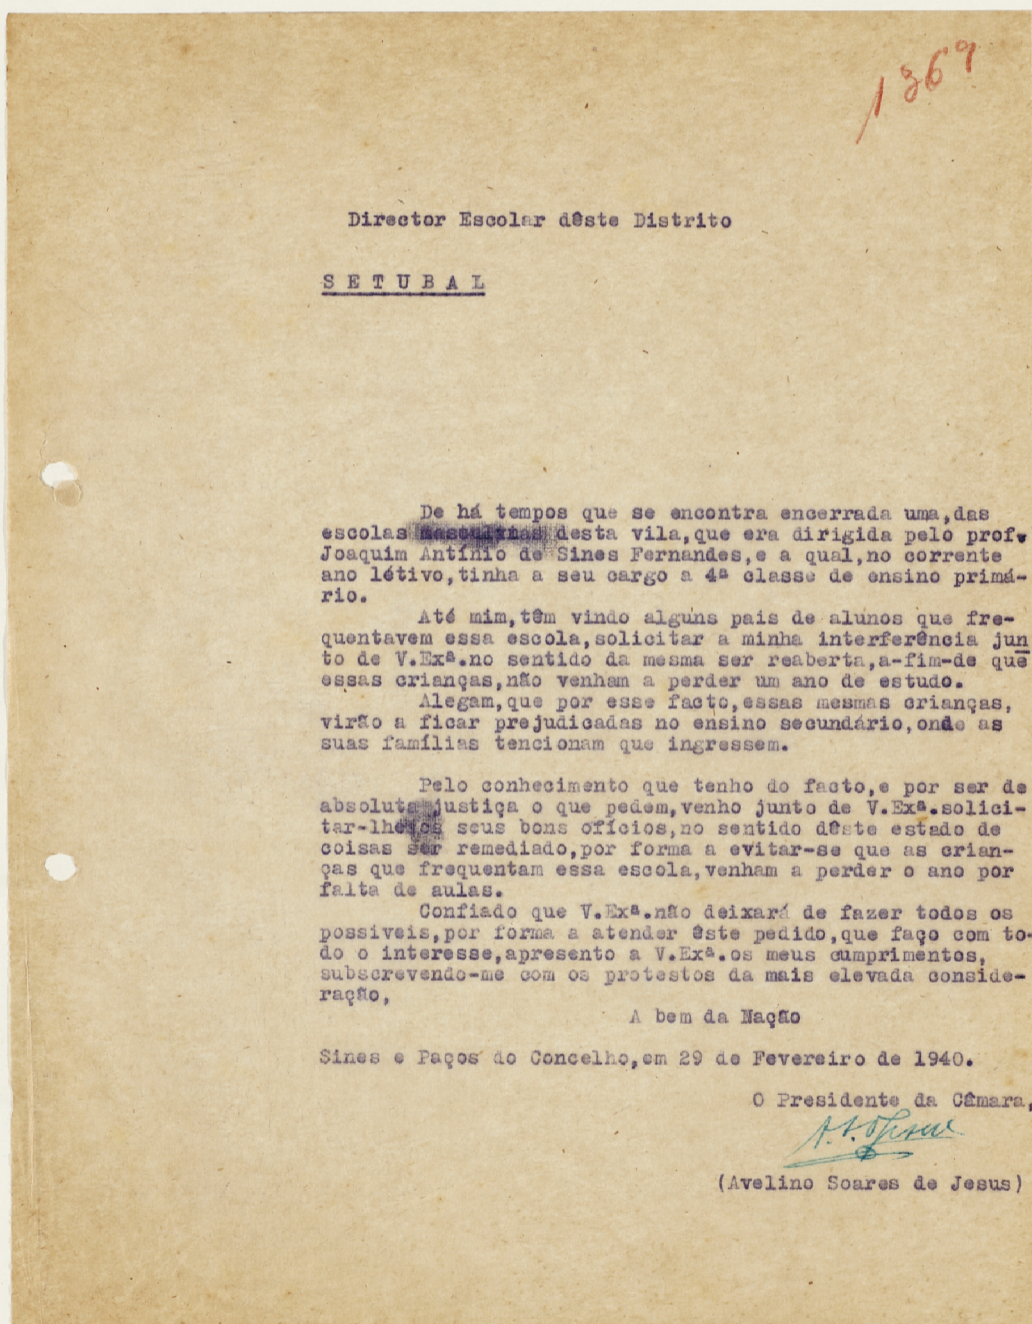 1369
Director Escolar dêste Distrito
SETUBAL
De há tempos que se encontra encerrada uma,das
escolas masculinas desta vila,que era dirigida pelo prof.
Joaquim Antínio de Sines Fernandes,e a qual,no corrente
ano létivo,tinha a seu cargo a 4ª classe de ensino primá-
rio.
Até mim,têm vindo alguns pais de alunos que fre-
quentavem essa escola,solicitar a minha interferência jun
to de V.Exª.no sentido da mesma ser reaberta,a-fim-de que
essas crianças,não venham a perder um ano de estudo.
Alegam,que por esse facto,essas mesmas crianças,
virão a ficar prejudicadas no ensino secundário,onde as
suas famílias tencionam que ingressem.
Pelo conhecimento que tenho do facto,e por ser de
absoluta justiça o que pedem,venho junto de V.Exª.solici-
tar-lhe os seus bons ofícios,no sentido dêste estado de
coisas ser remediado,por forma a evitar-se que as crian-
ças que frequentam essa escola,venham a perder o ano por
falta de aulas.
Confiado que V.Exª.não deixará de fazer todos os
possiveis,por forma a atender êste pedido,que faço com to-
do o interesse,apresento a V.Exª.os meus cumprimentos,
subscrevendo-me com os protestos da mais elevada conside-
ração,
A bem da Nação
Sines e Paços do Concelho,em 29 de Fevereiro de 1940.
O Presidente da Câmara,
(Avelino Soares de Jesus)